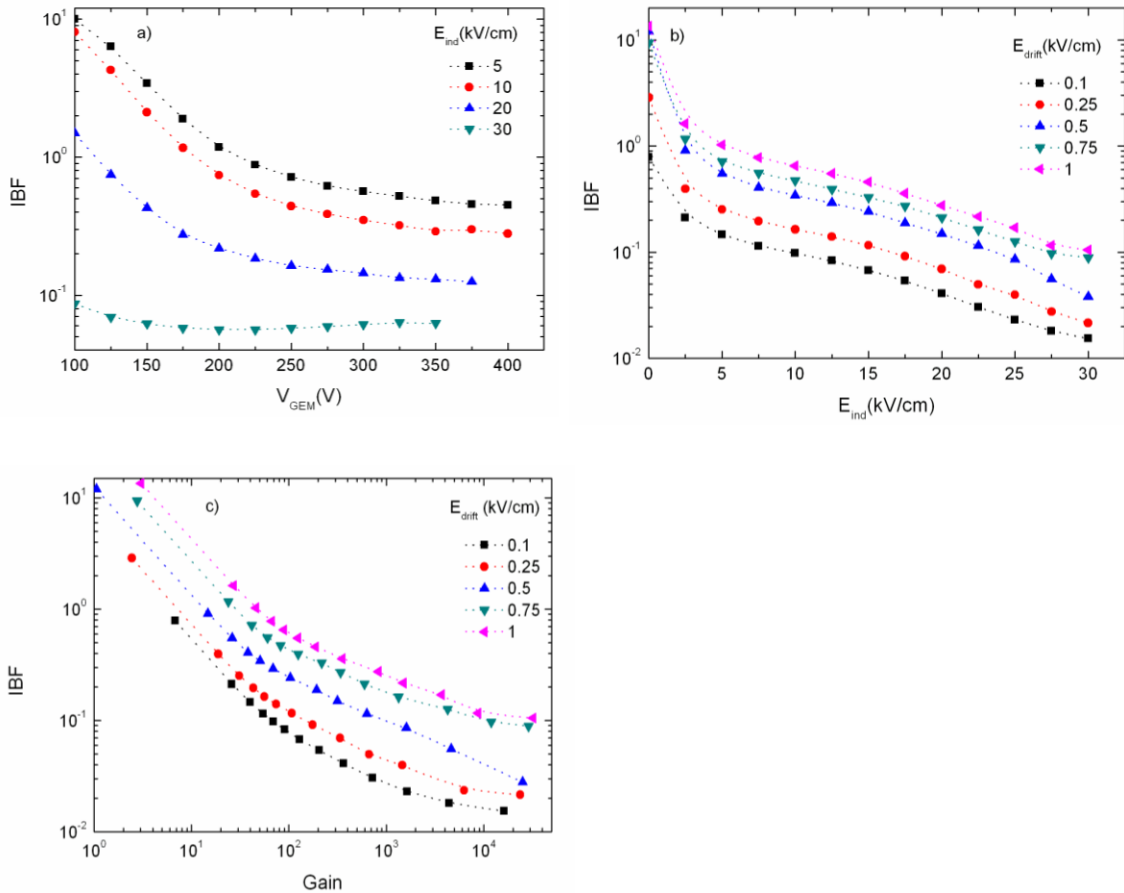 a)
E_ind(kV/cm)
5
10
20
30
10^1
10^0
10^-1
IBF
100 150 200 250 300 350 400
V_GEM(V)
b)
E_drift(kV/cm)
0.1
0.25
0.5
0.75
1
10^1
10^0
10^-1
10^-2
IBF
0 5 10 15 20 25 30
E_ind(kV/cm)
c)
E_drift (kV/cm)
0.1
0.25
0.5
0.75
1
10^1
10^0
10^-1
10^-2
IBF
10^0 10^1 10^2 10^3 10^4
Gain